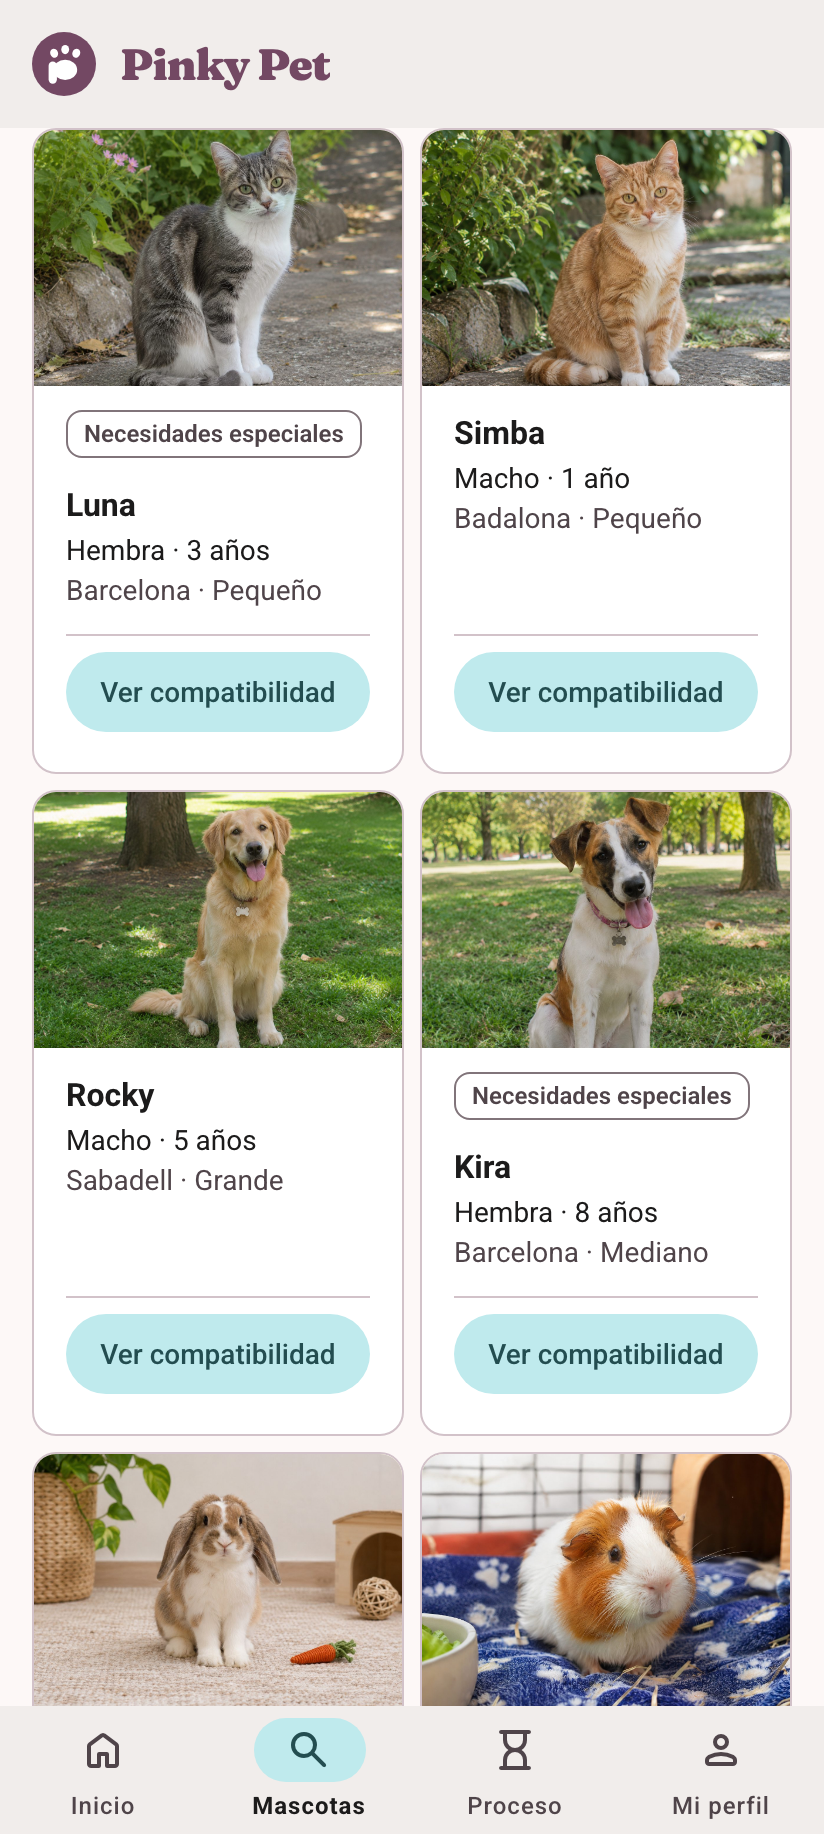 Pinky Pet
Necesidades especiales
Luna
Hembra · 3 años
Barcelona · Pequeño
Ver compatibilidad
Simba
Macho · 1 año
Badalona · Pequeño
Ver compatibilidad
Rocky
Macho · 5 años
Sabadell · Grande
Ver compatibilidad
Necesidades especiales
Kira
Hembra · 8 años
Barcelona · Mediano
Ver compatibilidad
Inicio
Mascotas
Proceso
Mi perfil